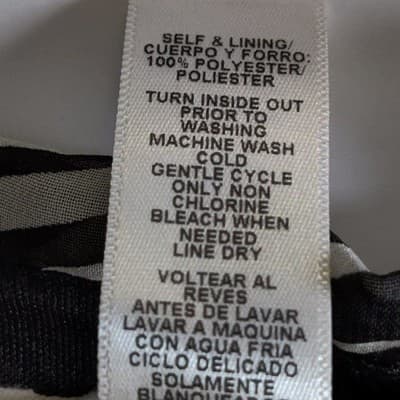 SELF & LINING/
CUERPO Y FORRO:
100% POLYESTER/
POLIESTER
TURN INSIDE OUT
PRIOR TO
WASHING
MACHINE WASH
COLD
GENTLE CYCLE
ONLY NON
CHLORINE
BLEACH WHEN
NEEDED
LINE DRY
VOLTEAR AL
REVES
ANTES DE LAVAR
LAVAR A MAQUINA
CON AGUA FRIA
CICLO DELICADO
SOLAMENTE